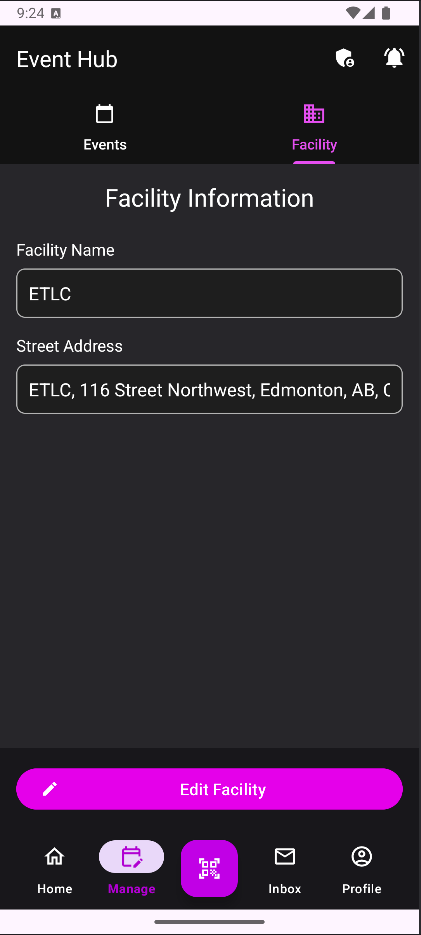 9:24
Event Hub
Events
Facility
Facility Information
Facility Name
ETLC
Street Address
ETLC, 116 Street Northwest, Edmonton, AB, C
Edit Facility
Home
Manage
Inbox
Profile